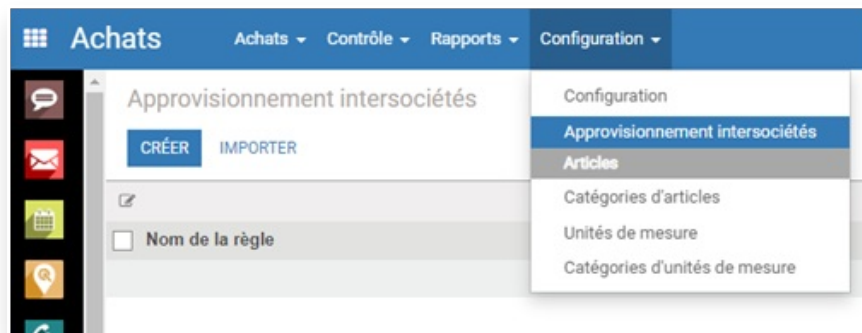 Achats Achats Contrôle Rapports Configuration
Approvisionnement intersociétés
CRÉER IMPORTER
Nom de la règle
Configuration
Approvisionnement intersociétés
Articles
Catégories d'articles
Unités de mesure
Catégories d'unités de mesure